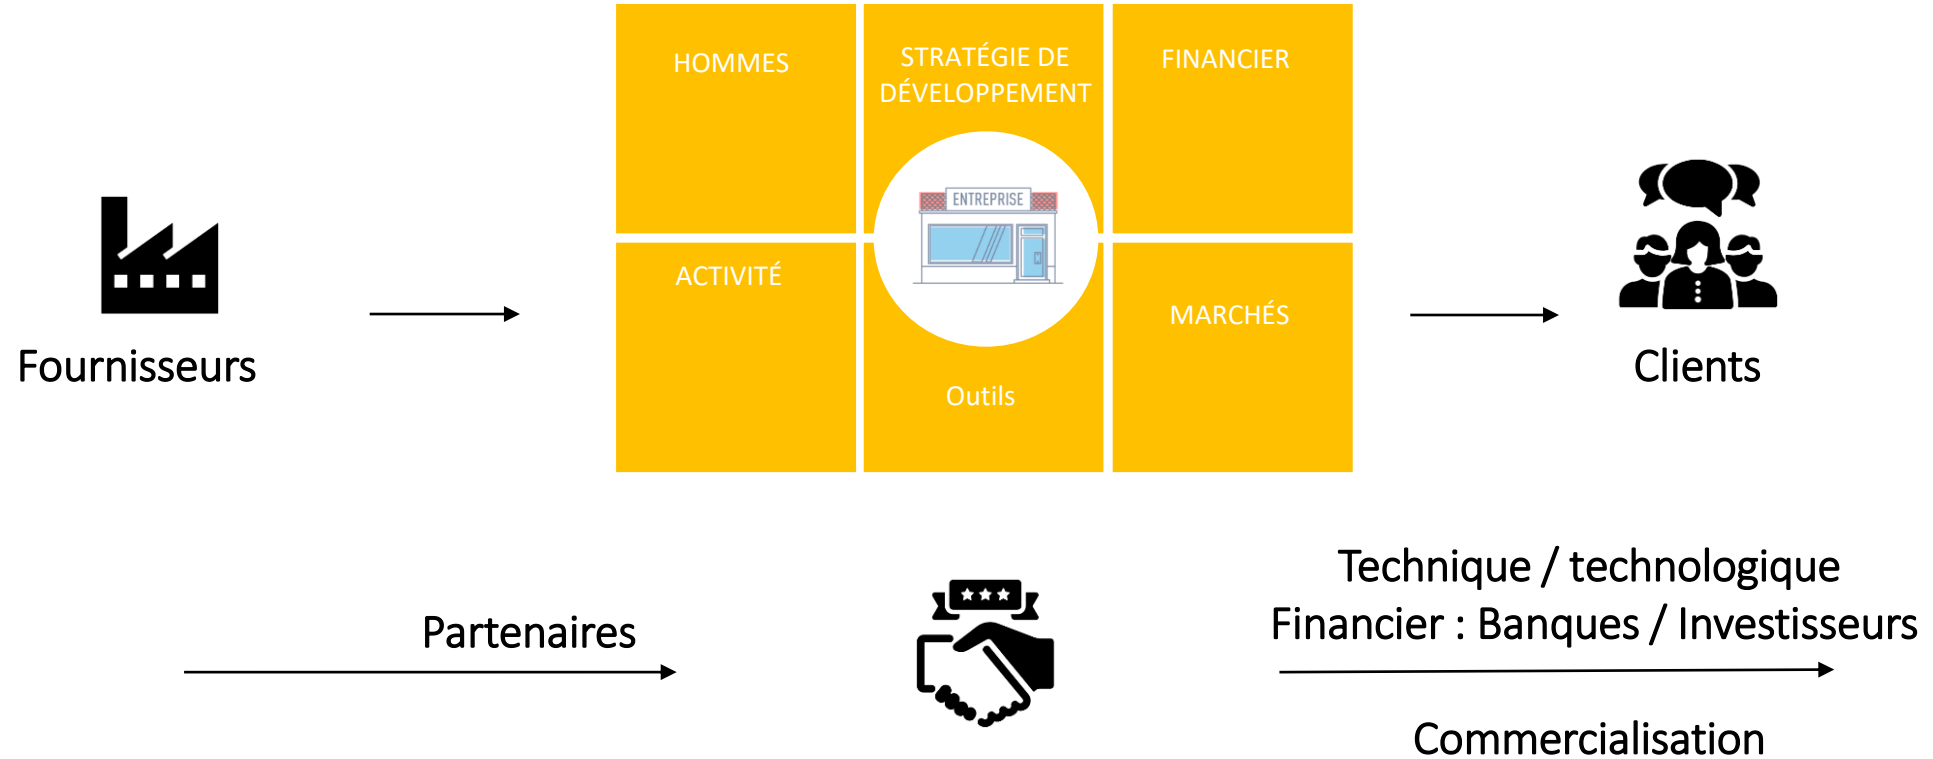 HOMMES
STRATÉGIE DE
DÉVELOPPEMENT
FINANCIER
ENTREPRISE
ACTIVITÉ
MARCHÉS
Outils
Fournisseurs
Clients
Partenaires
Technique / technologique
Financier : Banques / Investisseurs
Commercialisation